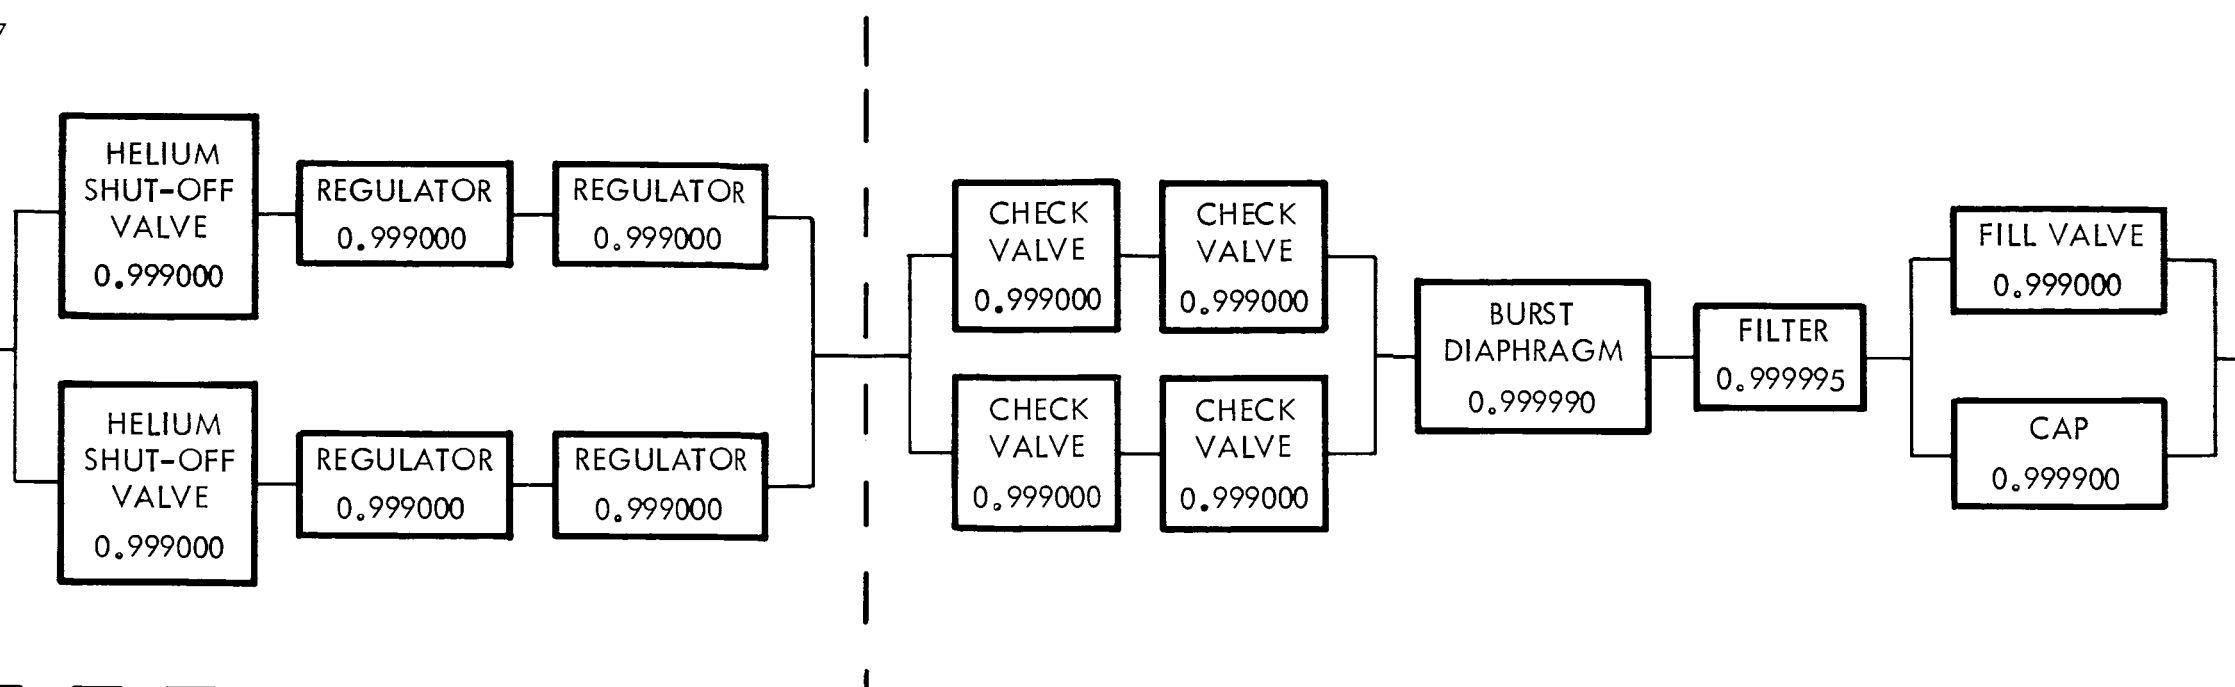 HELIUM
SHUT-OFF
VALVE
0.999000
REGULATOR
0.999000
REGULATOR
0.999000
HELIUM
SHUT-OFF
VALVE
0.999000
REGULATOR
0.999000
REGULATOR
0.999000
CHECK
VALVE
0.999000
CHECK
VALVE
0.999000
CHECK
VALVE
0.999000
CHECK
VALVE
0.999000
BURST
DIAPHRAGM
0.999990
FILTER
0.999995
FILL VALVE
0.999000
CAP
0.999900